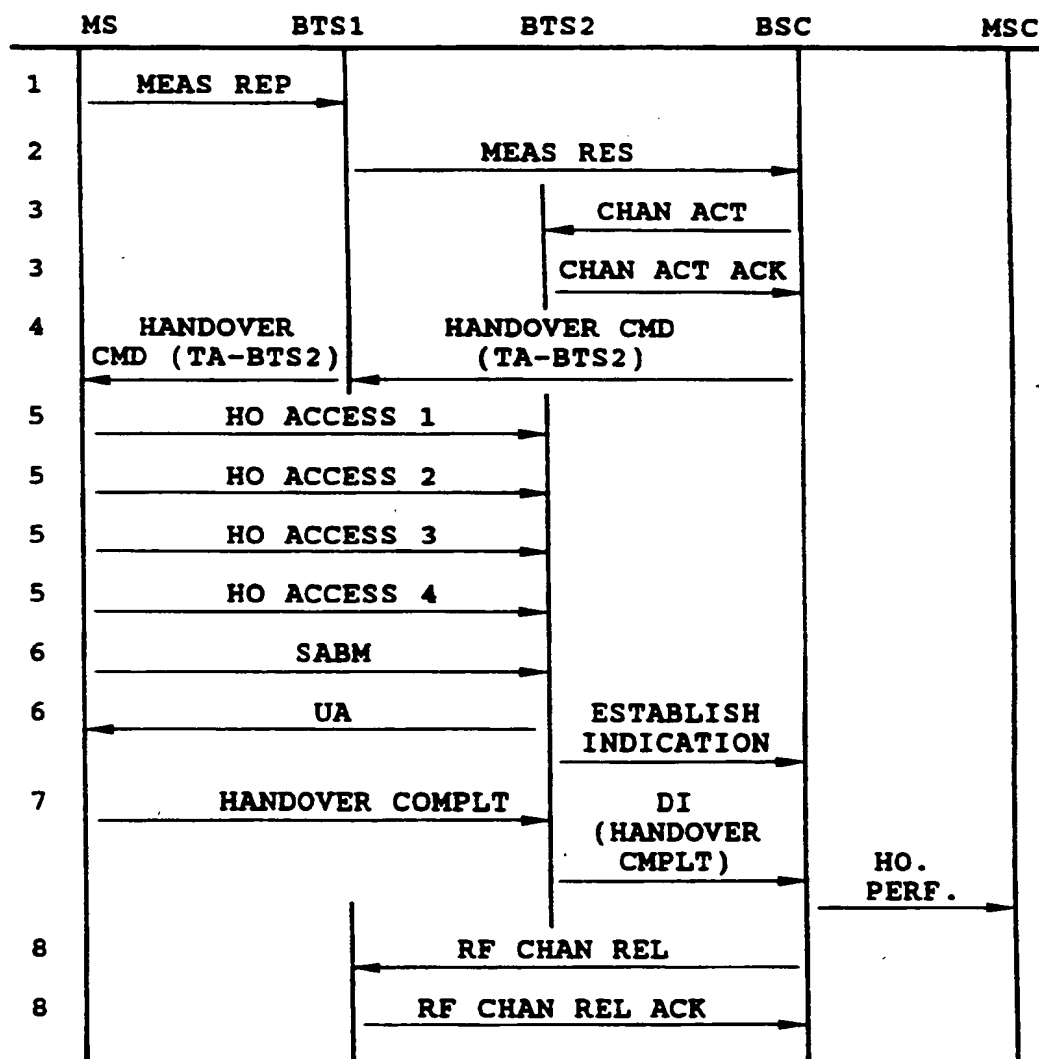 MS BTS1 BTS2 BSC MSC
1 MEAS REP
2 MEAS RES
3 CHAN ACT
3 CHAN ACT ACK
4 HANDOVER HANDOVER CMD
CMD (TA-BTS2) (TA-BTS2)
5 HO ACCESS 1
5 HO ACCESS 2
5 HO ACCESS 3
5 HO ACCESS 4
6 SABM
6 UA ESTABLISH
INDICATION
7 HANDOVER COMPLT DI
(HANDOVER
CMPLT)
HO.
PERF.
8 RF CHAN REL
8 RF CHAN REL ACK